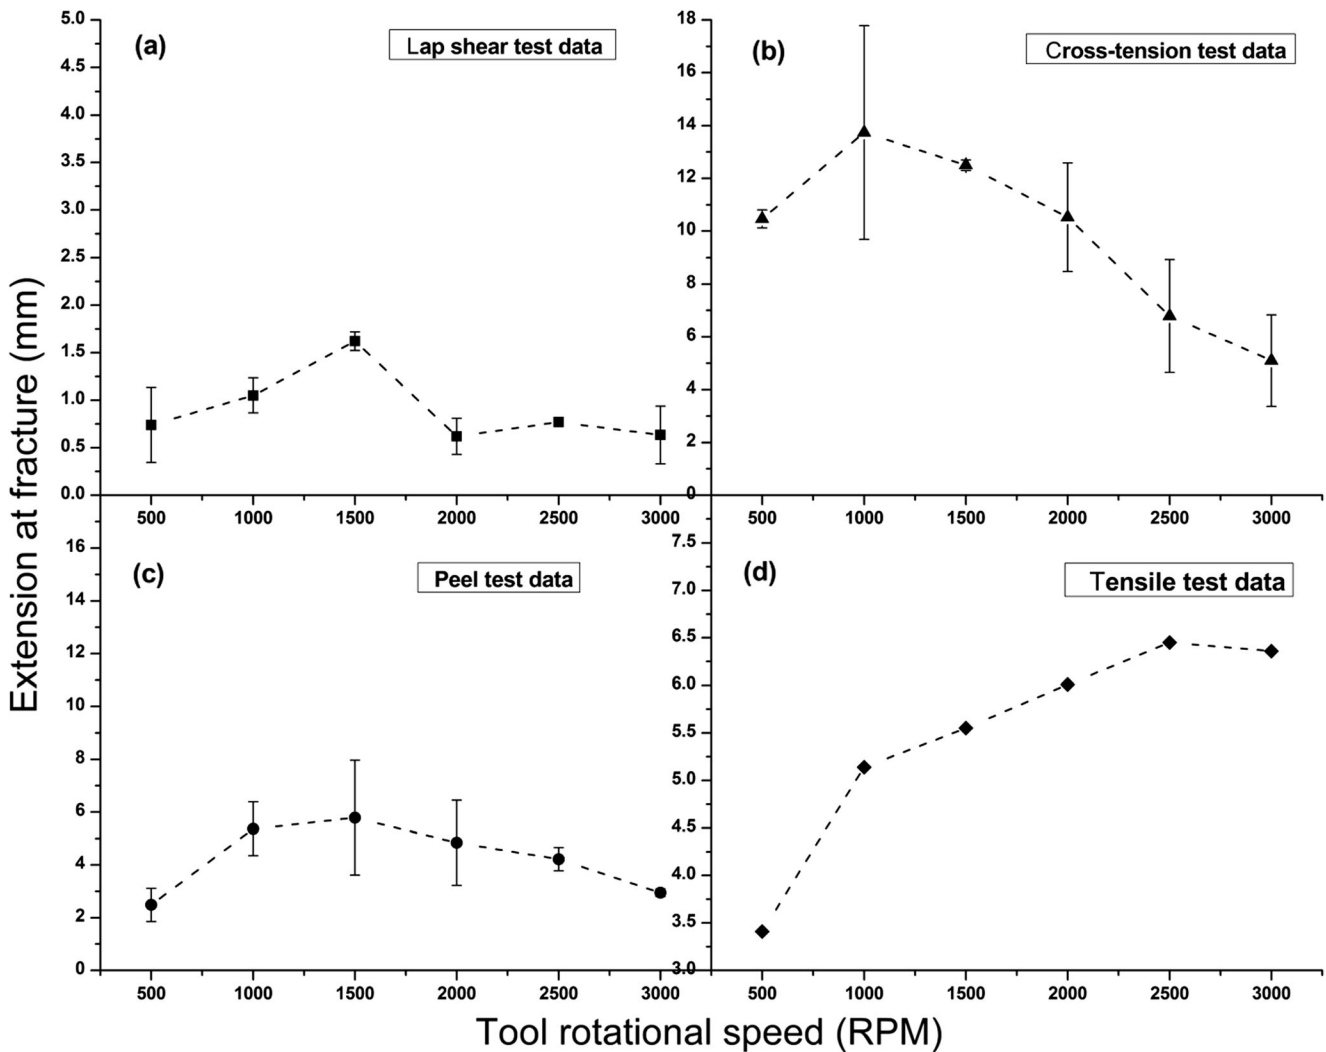 Extension at fracture (mm)
(a)
Lap shear test data
5.0
4.5
4.0
3.5
3.0
2.5
2.0
1.5
1.0
0.5
0.0
500 1000 1500 2000 2500 3000
(b)
Cross-tension test data
18
16
14
12
10
8
6
4
2
0
500 1000 1500 2000 2500 3000
(c)
Peel test data
16
14
12
10
8
6
4
2
0
500 1000 1500 2000 2500 3000
(d)
Tensile test data
7.5
7.0
6.5
6.0
5.5
5.0
4.5
4.0
3.5
3.0
500 1000 1500 2000 2500 3000
Tool rotational speed (RPM)